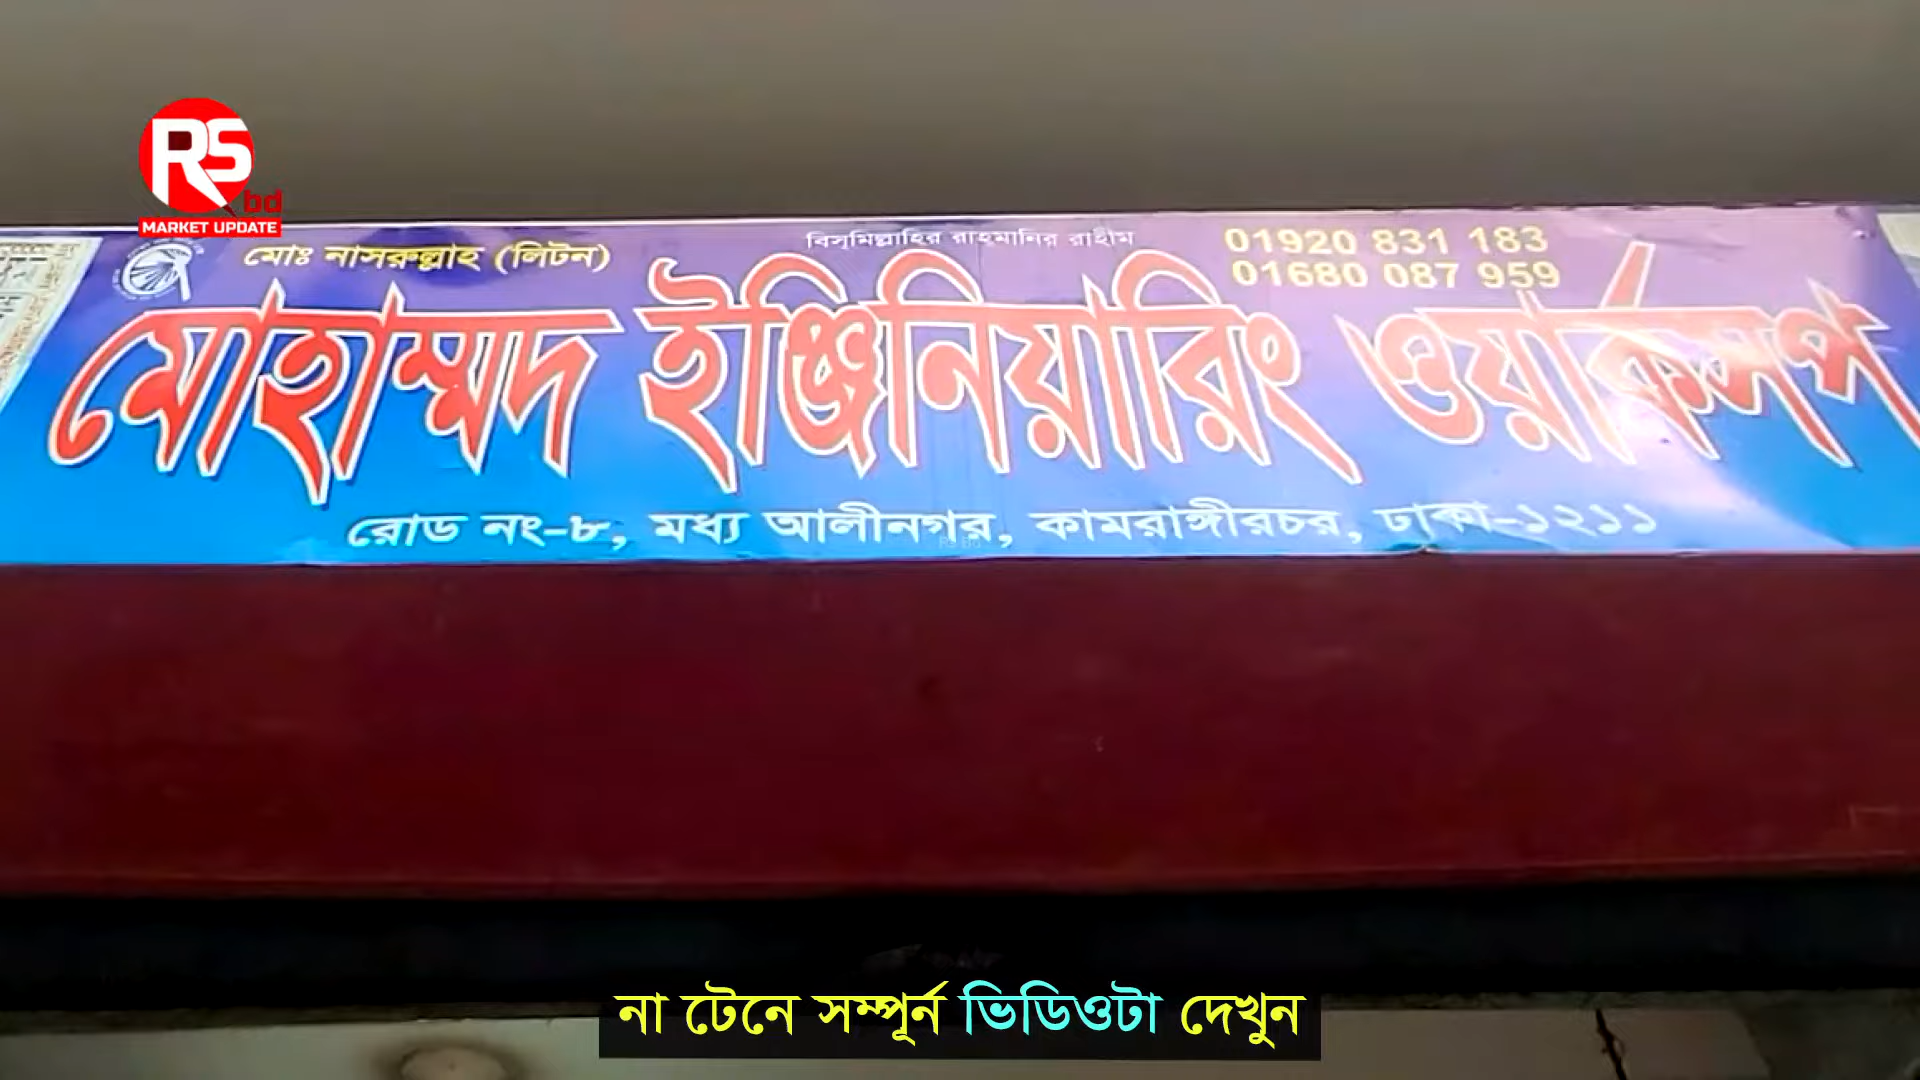 RS
bd
MARKET UPDATE
বিস্‌মিল্লাহির রাহমানির রাহীম
মোঃ নাসরুল্লাহ (লিটন)
01920 831 183
01680 087 959
মোহাম্মদ ইঞ্জিনিয়ারিং ওয়ার্কসপ
রোড নং-৮, মধ্য আলীনগর, কামরাঙ্গীরচর, ঢাকা-১২১১
না টেনে সম্পূর্ন ভিডিওটা দেখুন